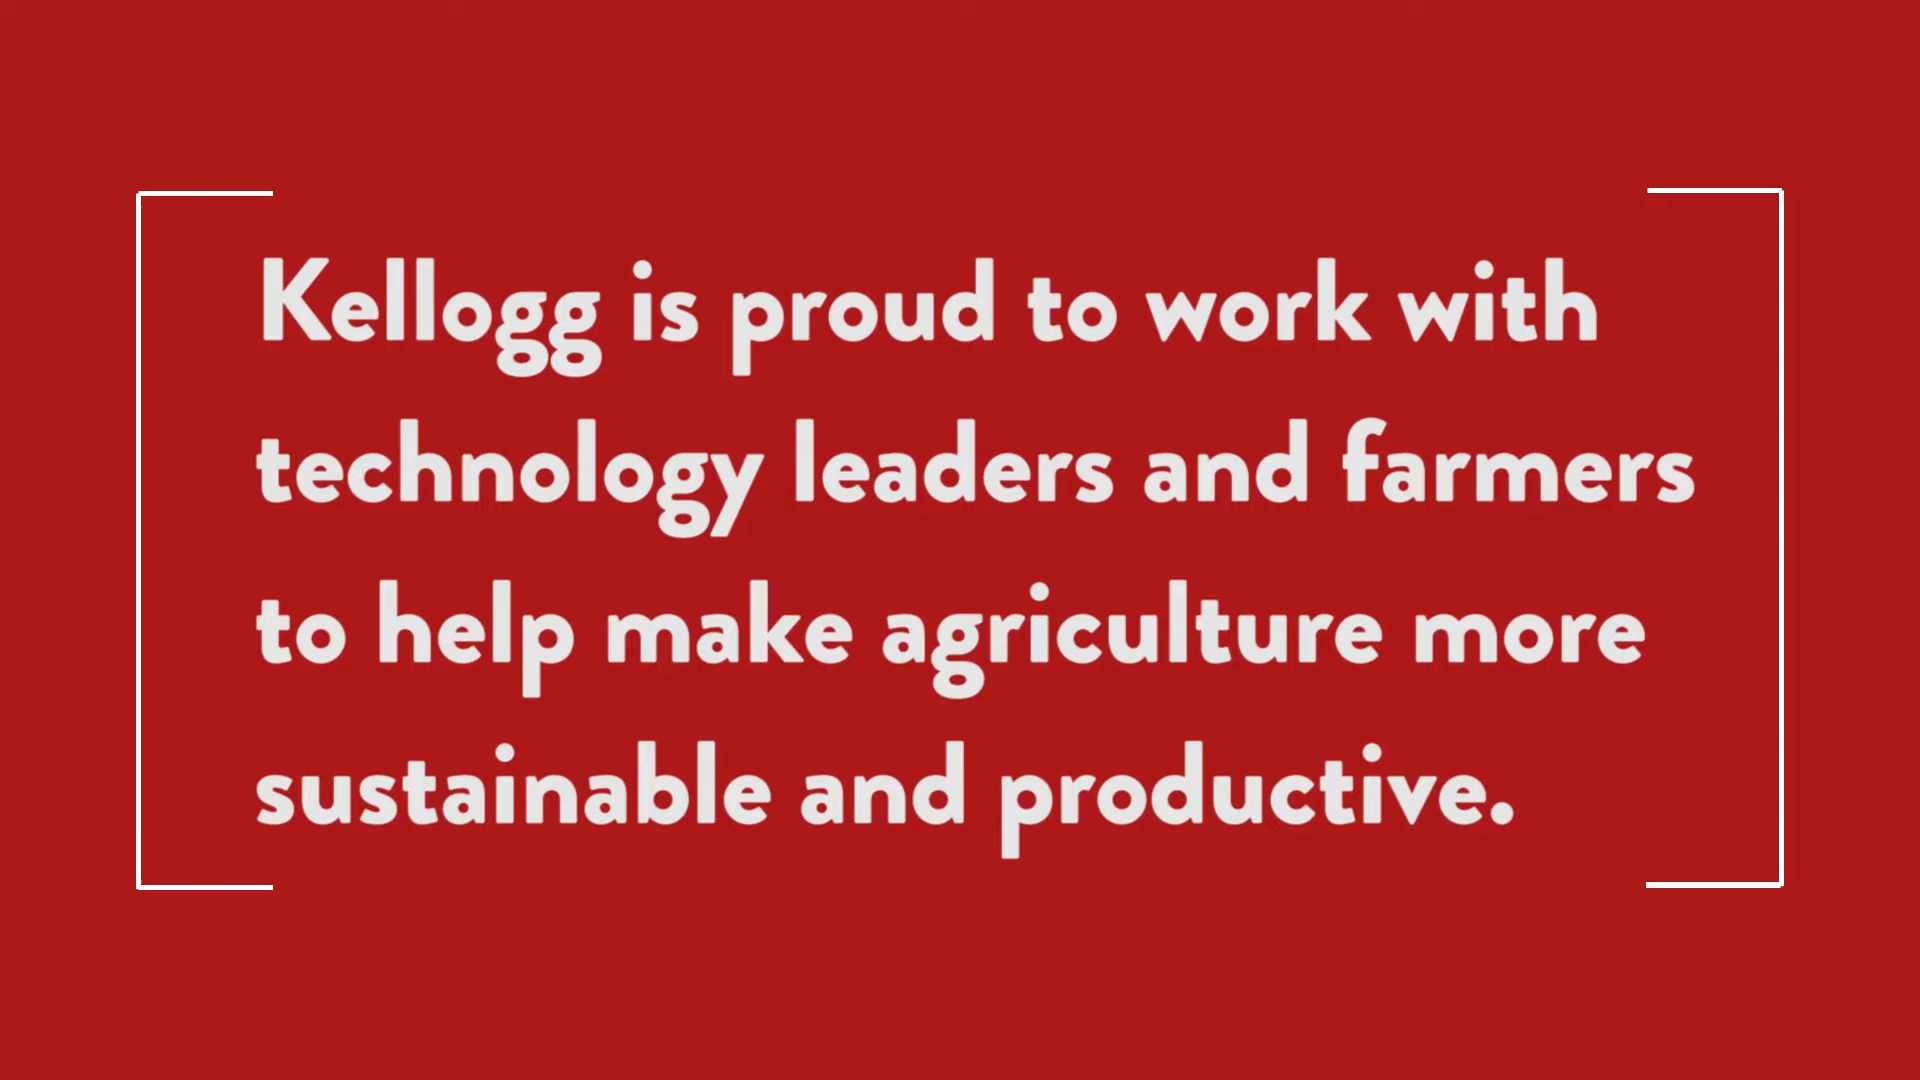 Kellogg is proud to work with
technology leaders and farmers
to help make agriculture more
sustainable and productive.